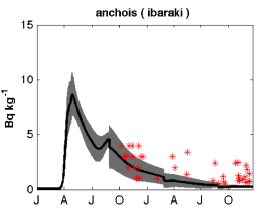 anchois ( ibaraki )
15
10
5
0
Bq kg-1
J A J O J A J O